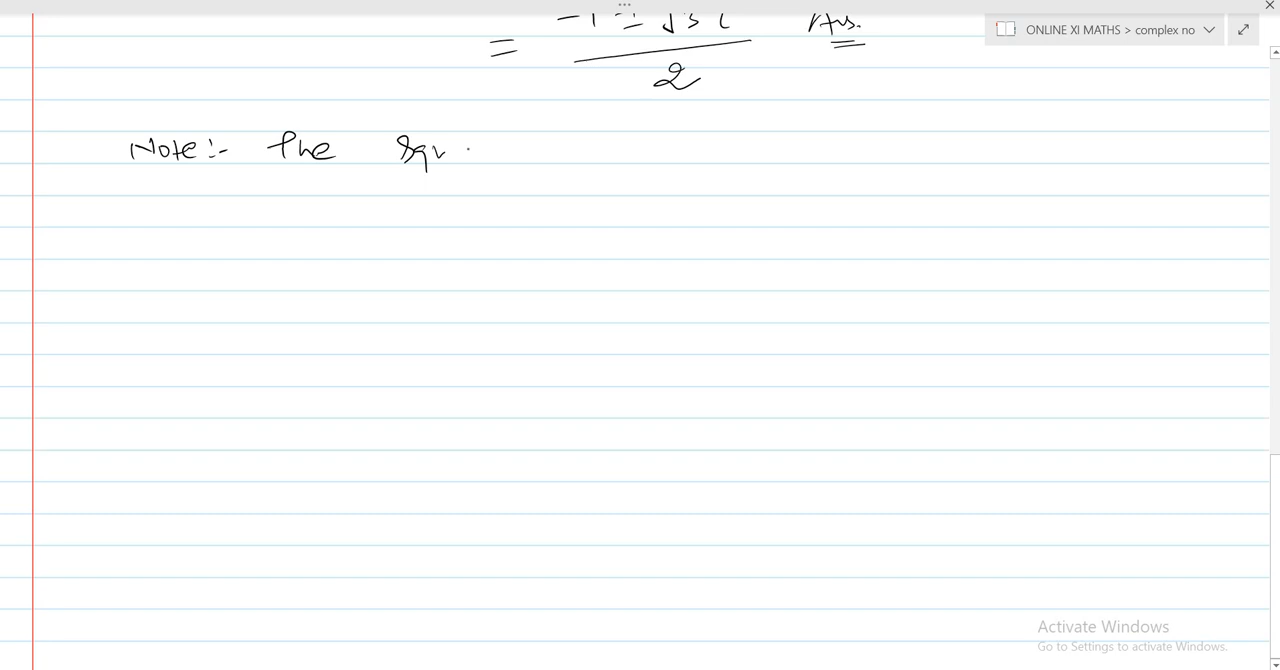 = -1 ± √3 i Ans.
2
ONLINE XI MATHS > complex no
Note:- The squ
Activate Windows
Go to Settings to activate Windows.